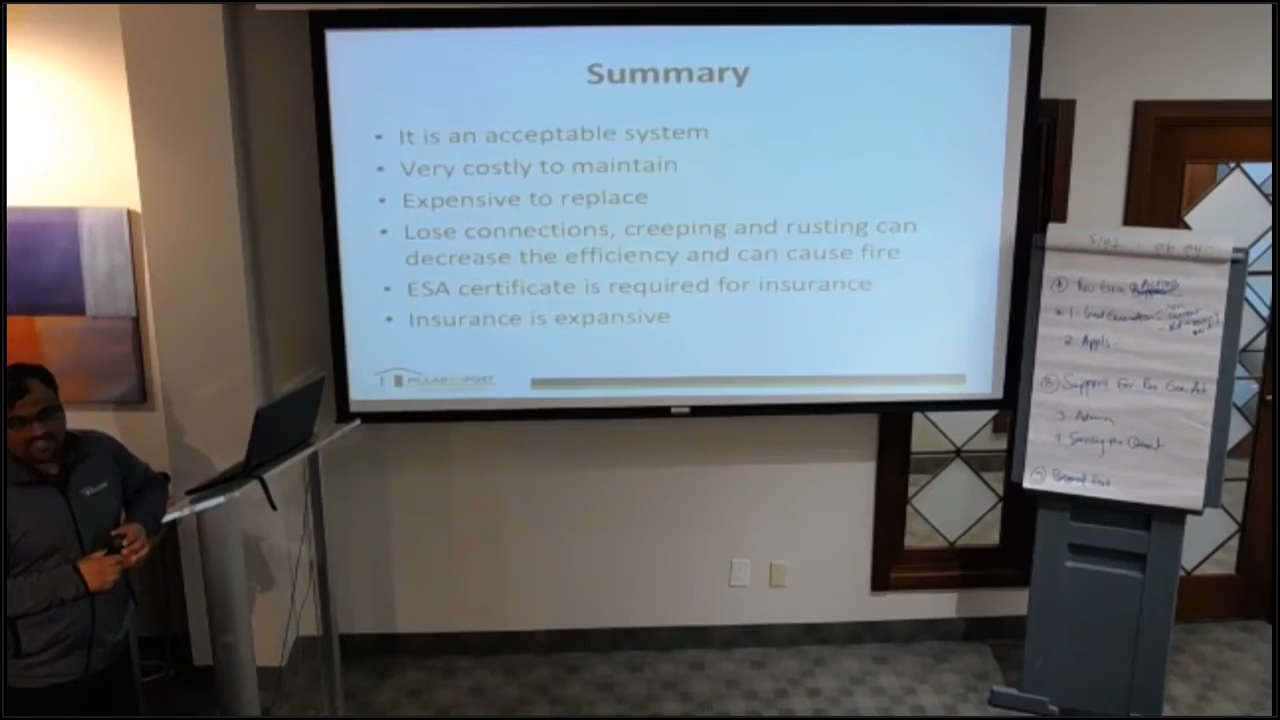 Summary
• It is an acceptable system
• Very costly to maintain
• Expensive to replace
• Lose connections, creeping and rusting can
decrease the efficiency and can cause fire
• ESA certificate is required for insurance
• Insurance is expansive
PILLAR TO POST
2. Appls.
Support For
3. Admin